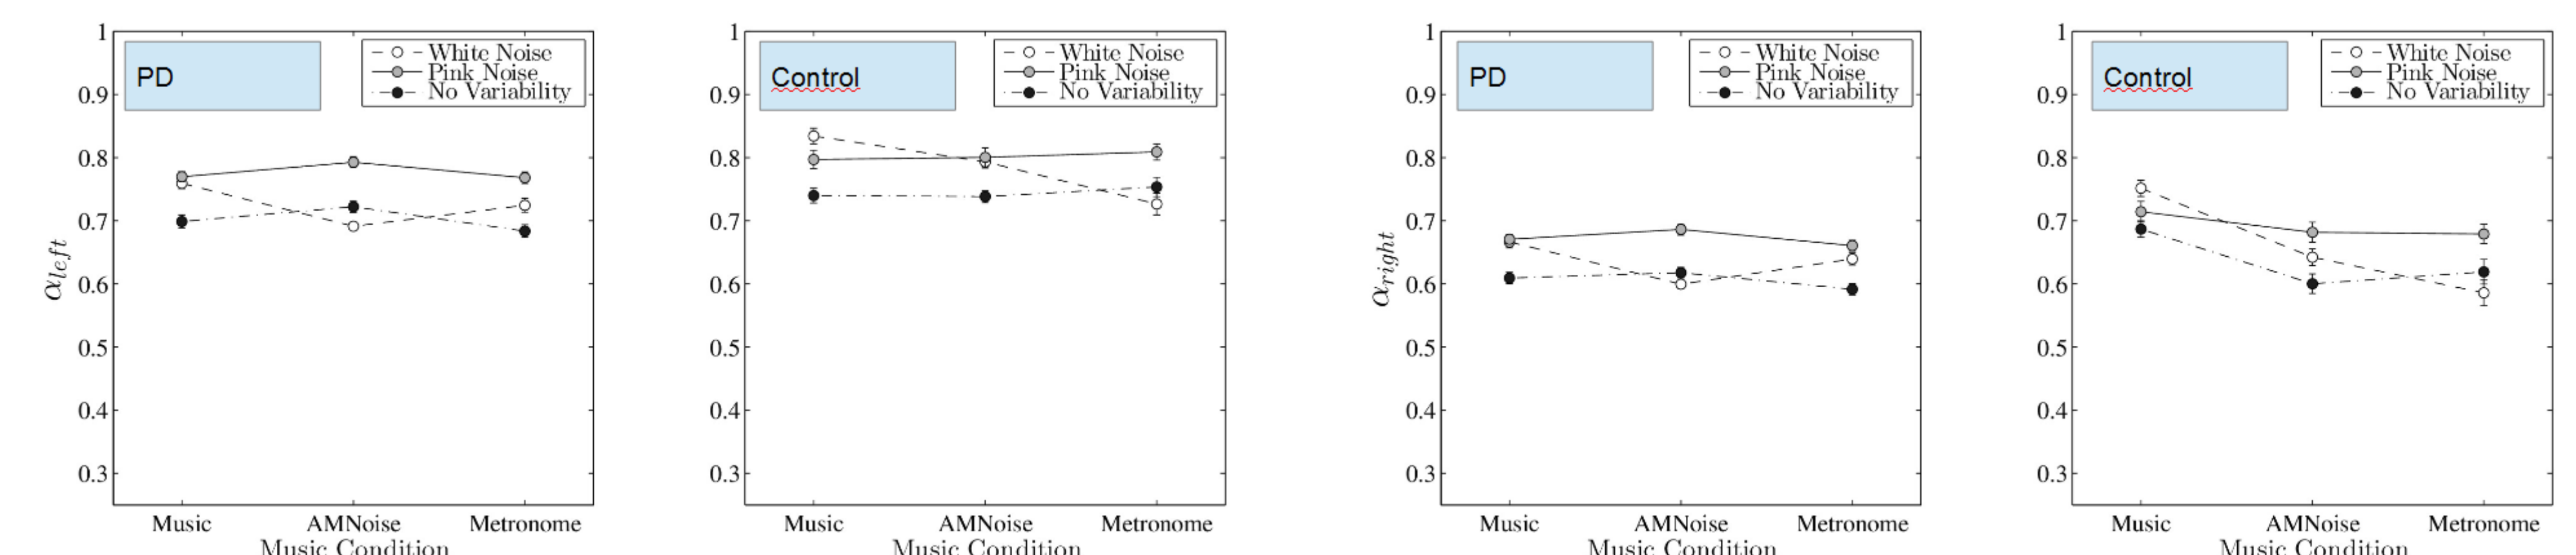 1
PD
White Noise
Pink Noise
No Variability
0.9
0.8
0.7
0.6
0.5
0.4
0.3
αleft
Music AMNoise Metronome
Music Condition
1
Control
White Noise
Pink Noise
No Variability
0.9
0.8
0.7
0.6
0.5
0.4
0.3
Music AMNoise Metronome
Music Condition
1
PD
White Noise
Pink Noise
No Variability
0.9
0.8
0.7
0.6
0.5
0.4
0.3
αright
Music AMNoise Metronome
Music Condition
1
Control
White Noise
Pink Noise
No Variability
0.9
0.8
0.7
0.6
0.5
0.4
0.3
Music AMNoise Metronome
Music Condition